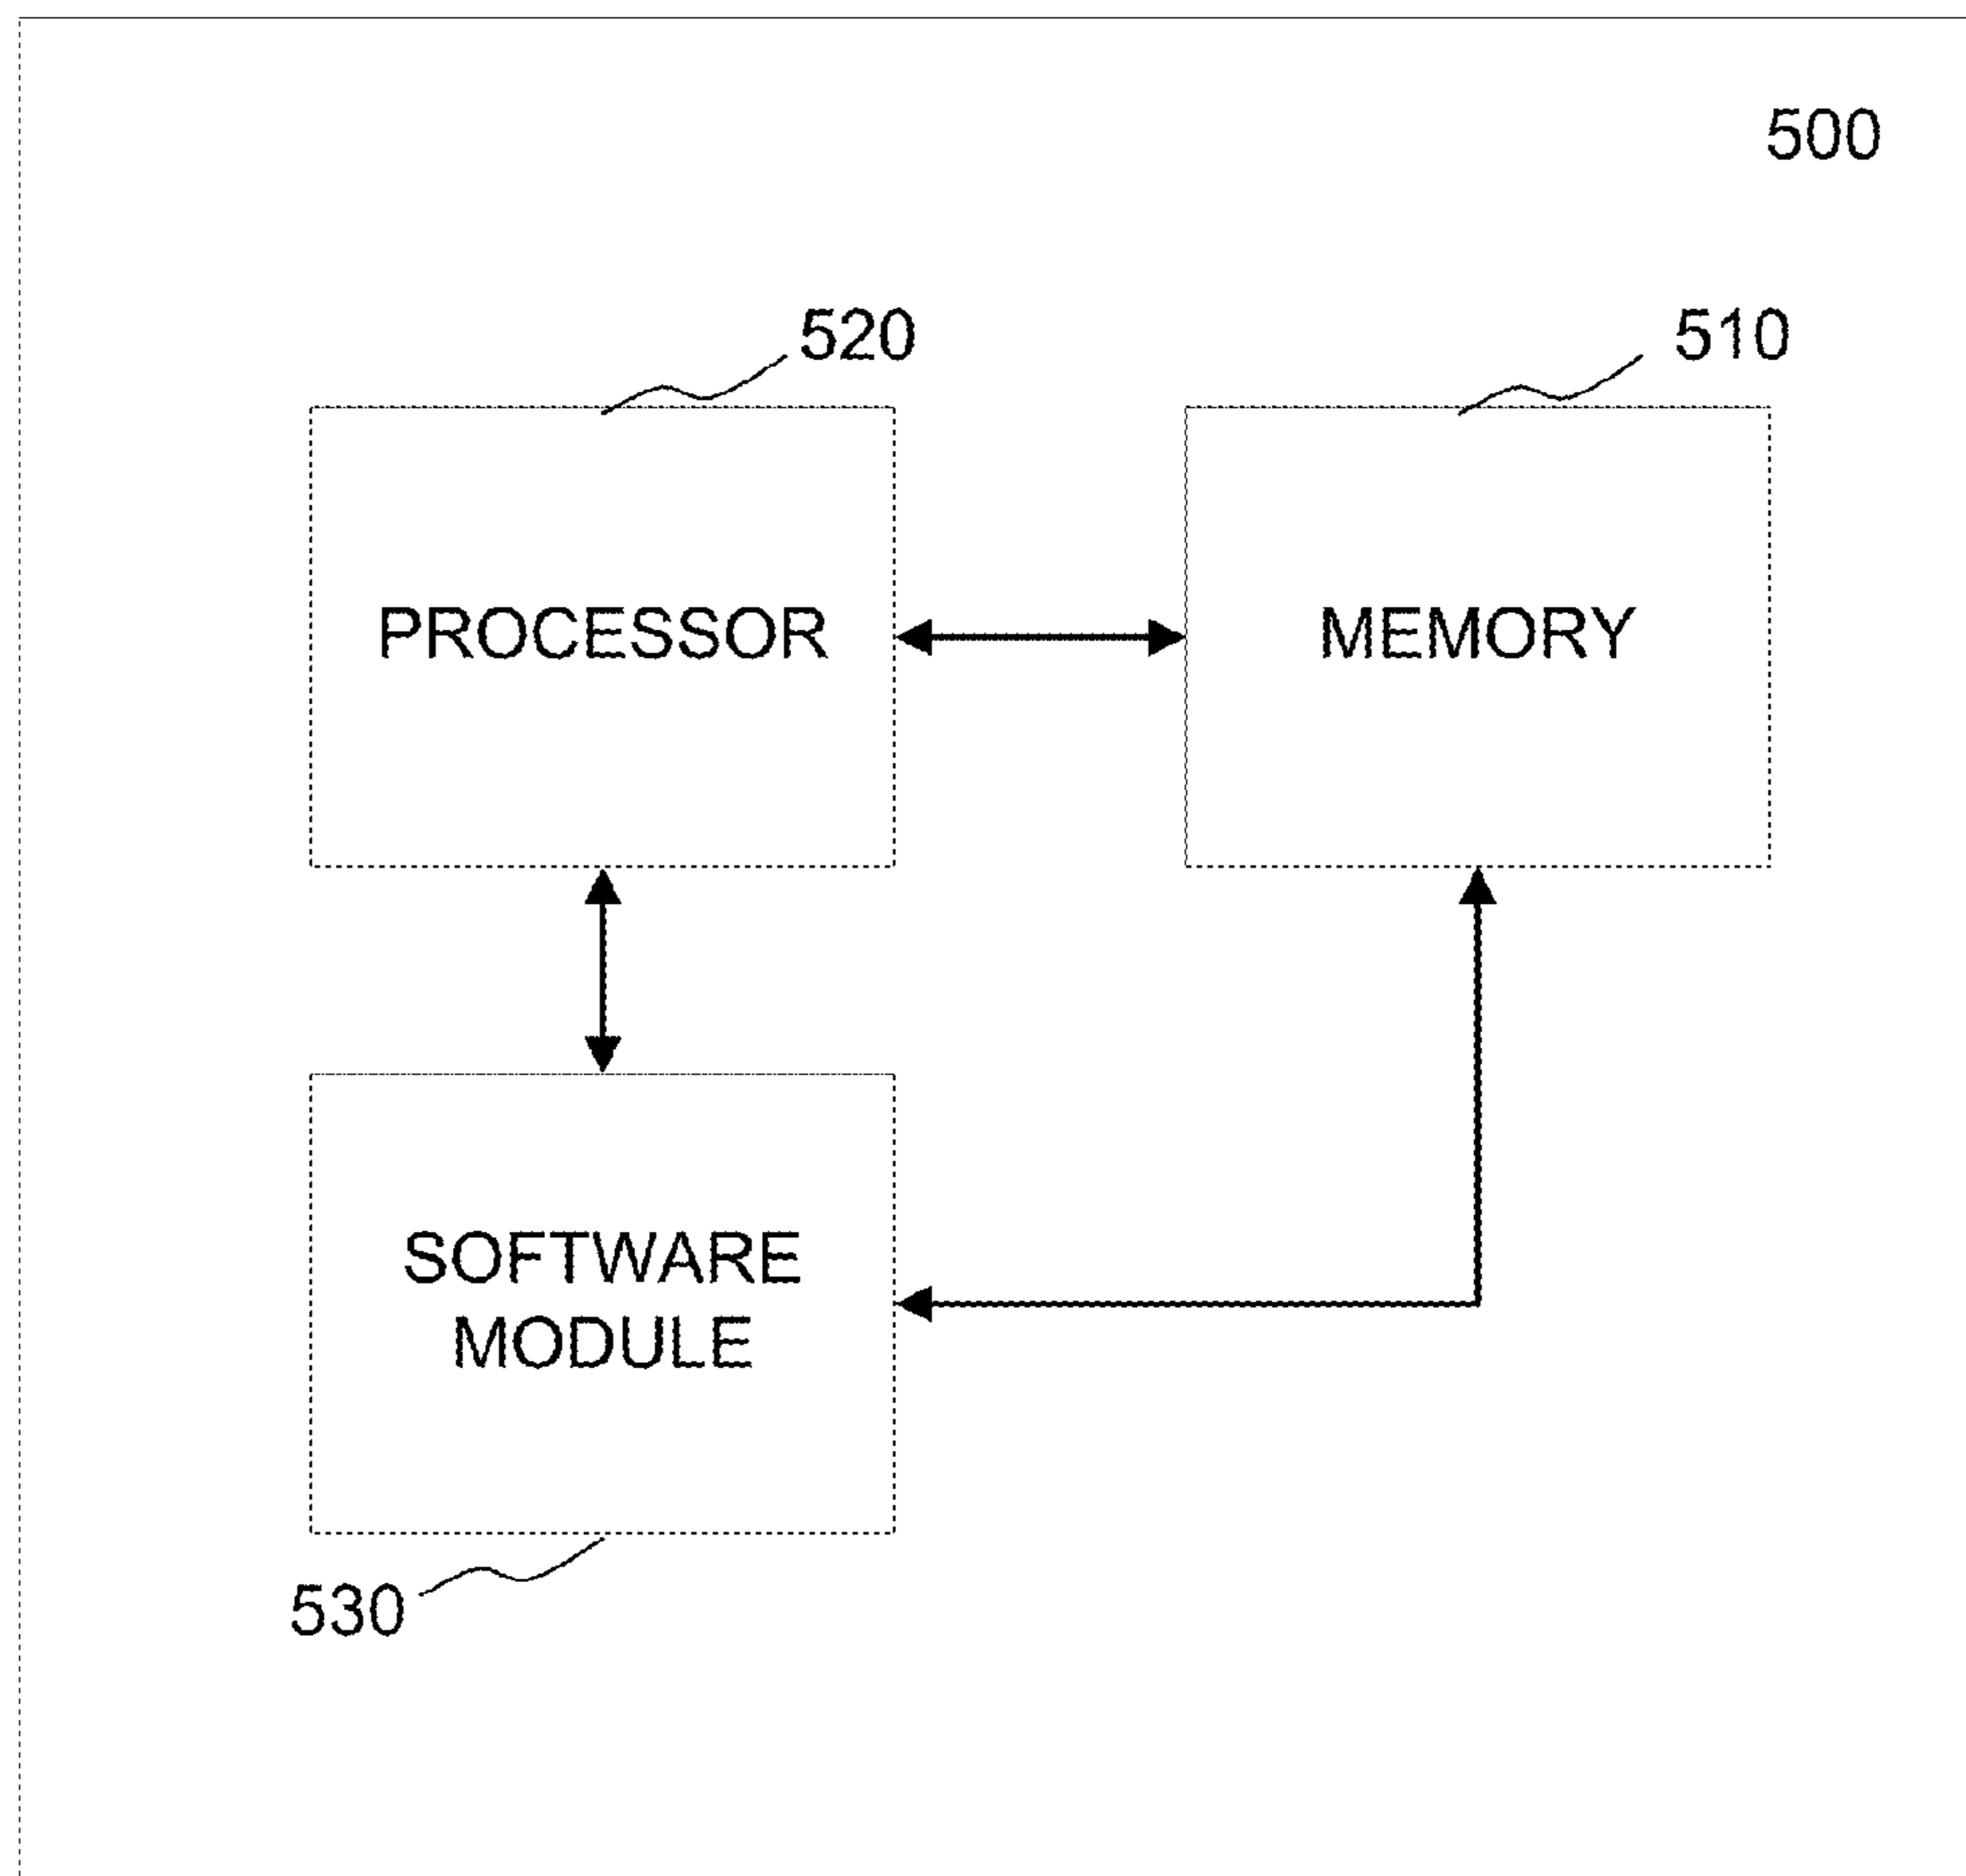 500
520
510
PROCESSOR
MEMORY
SOFTWARE
MODULE
530